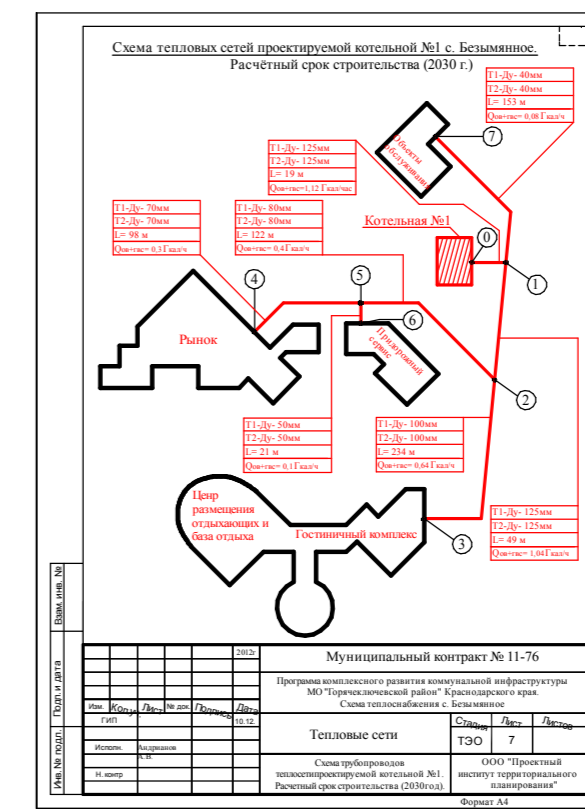 Схема тепловых сетей проектируемой котельной №1 с. Безымянное.
Расчётный срок строительства (2030 г.)
Т1-Ду- 40мм
Т2-Ду- 40мм
L= 153 м
Qов+гвс= 0,08 Гкал/ч
7
Объекты обслуживания
Т1-Ду- 125мм
Т2-Ду- 125мм
L= 19 м
Qов+гвс=1,12 Гкал/час
Т1-Ду- 70мм
Т2-Ду- 70мм
L= 98 м
Qов+гвс= 0,3 Гкал/ч
Т1-Ду- 80мм
Т2-Ду- 80мм
L= 122 м
Qов+гвс= 0,4 Гкал/ч
Котельная №1
0
1
4
5
6
Рынок
Придорожный
сервис
2
Т1-Ду- 50мм
Т2-Ду- 50мм
L= 21 м
Qов+гвс= 0,1 Гкал/ч
Т1-Ду- 100мм
Т2-Ду- 100мм
L= 234 м
Qов+гвс= 0,64 Гкал/ч
Ценр
размещения
отдыхающих и
база отдыха
Гостиничный комплекс
3
Т1-Ду- 125мм
Т2-Ду- 125мм
L= 49 м
Qов+гвс= 1,04 Гкал/ч
Взам. инв. №
Подп. и дата
Инв. № подл.
2012г
Муниципальный контракт № 11-76
Программа комплексного развития коммунальной инфраструктуры
МО "Горячеключевской район" Краснодарского края.
Схема теплоснабжения с. Безымянное
Изм. Кол.уч Лист № док. Подпись Дата
ГИП 10.12.
Исполн. Андрианов
А.В.
Н. контр
Тепловые сети
Стадия Лист Листов
ТЭО 7
Схема трубопроводов
теплосети проектируемой котельной №1.
Расчетный срок строительства (2030год).
ООО "Проектный
институт территориального
планирования"
Формат А4